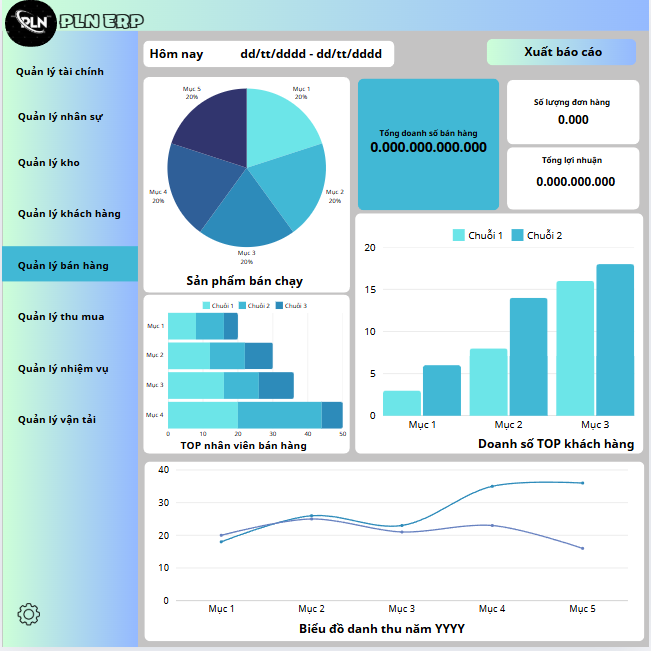 PLN
PLN ERP
Quản lý tài chính
Quản lý nhân sự
Quản lý kho
Quản lý khách hàng
Quản lý bán hàng
Quản lý thu mua
Quản lý nhiệm vụ
Quản lý vận tải
Hôm nay dd/tt/dddd - dd/tt/dddd
Xuất báo cáo
Mục 5
20%
Mục 1
20%
Mục 4
20%
Mục 2
20%
Mục 3
20%
Sản phẩm bán chạy
Tổng doanh số bán hàng
0.000.000.000.000
Số lượng đơn hàng
0.000
Tổng lợi nhuận
0.000.000.000
Chuỗi 1 Chuỗi 2 Chuỗi 3
Mục 1
Mục 2
Mục 3
Mục 4
0 10 20 30 40 50
TOP nhân viên bán hàng
Chuỗi 1 Chuỗi 2
20
15
10
5
0
Mục 1 Mục 2 Mục 3
Doanh số TOP khách hàng
40
30
20
10
0
Mục 1 Mục 2 Mục 3 Mục 4 Mục 5
Biểu đồ danh thu năm YYYY